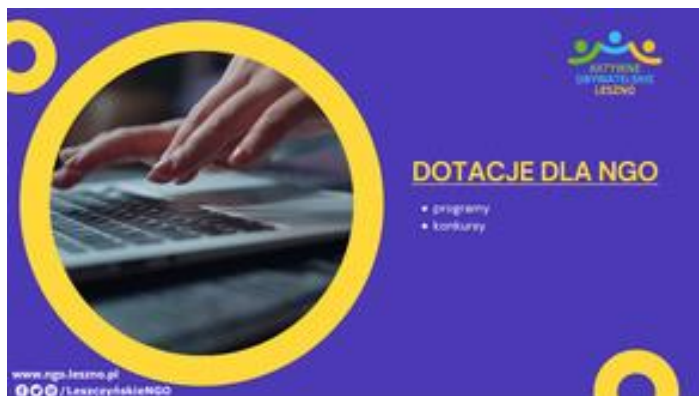 AKTYWNE
OBYWATELSKIE
LESZNO
DOTACJE DLA NGO
programy
konkursy
www.ngo.leszno.pl
/LeszczyńskieNGO